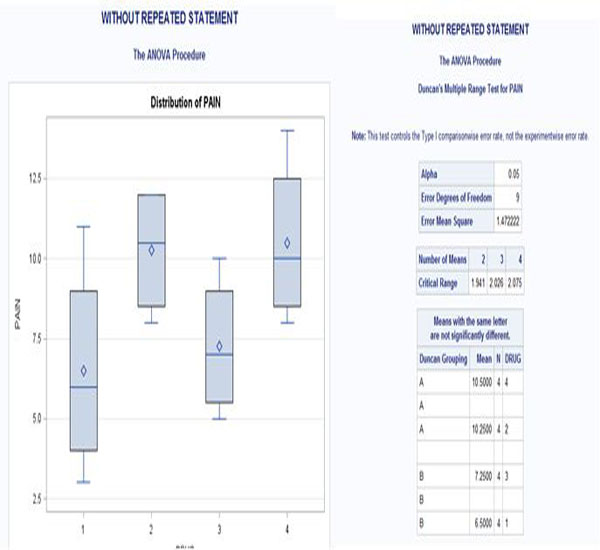 WITHOUT REPEATED STATEMENT
The ANOVA Procedure
Distribution of PAIN
12.5
10.0
7.5
5.0
2.5
PAIN
1 2 3 4
WITHOUT REPEATED STATEMENT
The ANOVA Procedure
Duncan's Multiple Range Test for PAIN
Note: This test controls the Type I comparisonwise error rate, not the experimentwise error rate.
Alpha 0.05
Error Degrees of Freedom 9
Error Mean Square 1.472222
Number of Means 2 3 4
Critical Range 1.941 2.026 2.075
Means with the same letter
are not significantly different.
Duncan Grouping Mean N DRUG
A 10.5000 4 4
A
A 10.2500 4 2
B 7.2500 4 3
B
B 6.5000 4 1